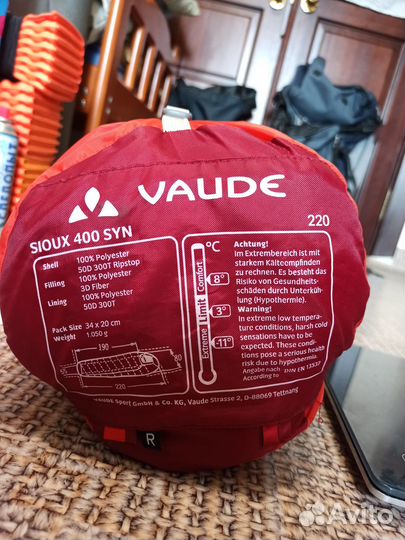 VAUDE
SIOUX 400 SYN
220
Shell 100% Polyester
50D 300T Ripstop
Filling 100% Polyester
3D Fiber
Lining 100% Polyester
50D 300T
Pack Size 34 x 20 cm
Weight 1.050 g
190
80
220
°C
Comfort
8°
Limit
3°
Extreme
-11°
Achtung!
Im Extrembereich ist mit
starkem Kälteempfinden
zu rechnen. Es besteht das
Risiko von Gesundheits-
schäden durch Unterküh-
lung (Hypothermie).
Warning!
In extreme low tempera-
ture conditions, harsh cold
sensations have to be
expected. These condi-
tion pose a serious health
risk due to hypothermia.
Angabe nach
According to DIN EN 13537
VAUDE Sport GmbH & Co. KG, Vaude Strasse 2, D-88069 Tettnang
R
Avito